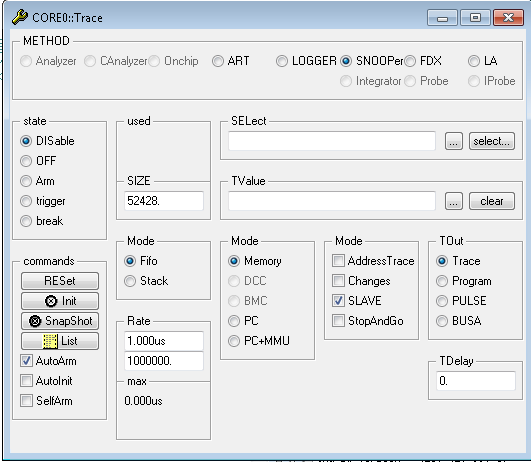 CORE0::Trace
METHOD
Analyzer CAnalyzer Onchip ART LOGGER SNOOPer FDX LA
Integrator Probe IProbe
state
DISable
OFF
Arm
trigger
break
used
SIZE
52428.
SELect
... select...
TValue
... clear
commands
RESet
Init
SnapShot
List
AutoArm
AutoInit
SelfArm
Mode
Fifo
Stack
Rate
1.000us
1000000.
max
0.000us
Mode
Memory
DCC
BMC
PC
PC+MMU
Mode
AddressTrace
Changes
SLAVE
StopAndGo
TOut
Trace
Program
PULSE
BUSA
TDelay
0.